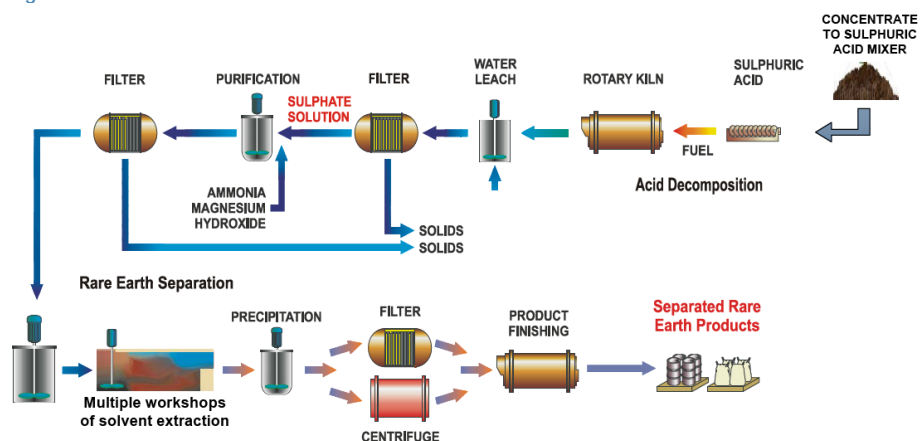 CONCENTRATE
TO SULPHURIC
ACID MIXER
SULPHURIC
ACID
ROTARY KILN
WATER
LEACH
FILTER
PURIFICATION
FILTER
SULPHATE
SOLUTION
FUEL
Acid Decomposition
AMMONIA
MAGNESIUM
HYDROXIDE
SOLIDS
SOLIDS
Rare Earth Separation
PRECIPITATION
FILTER
PRODUCT
FINISHING
Separated Rare
Earth Products
Multiple workshops
of solvent extraction
CENTRIFUGE